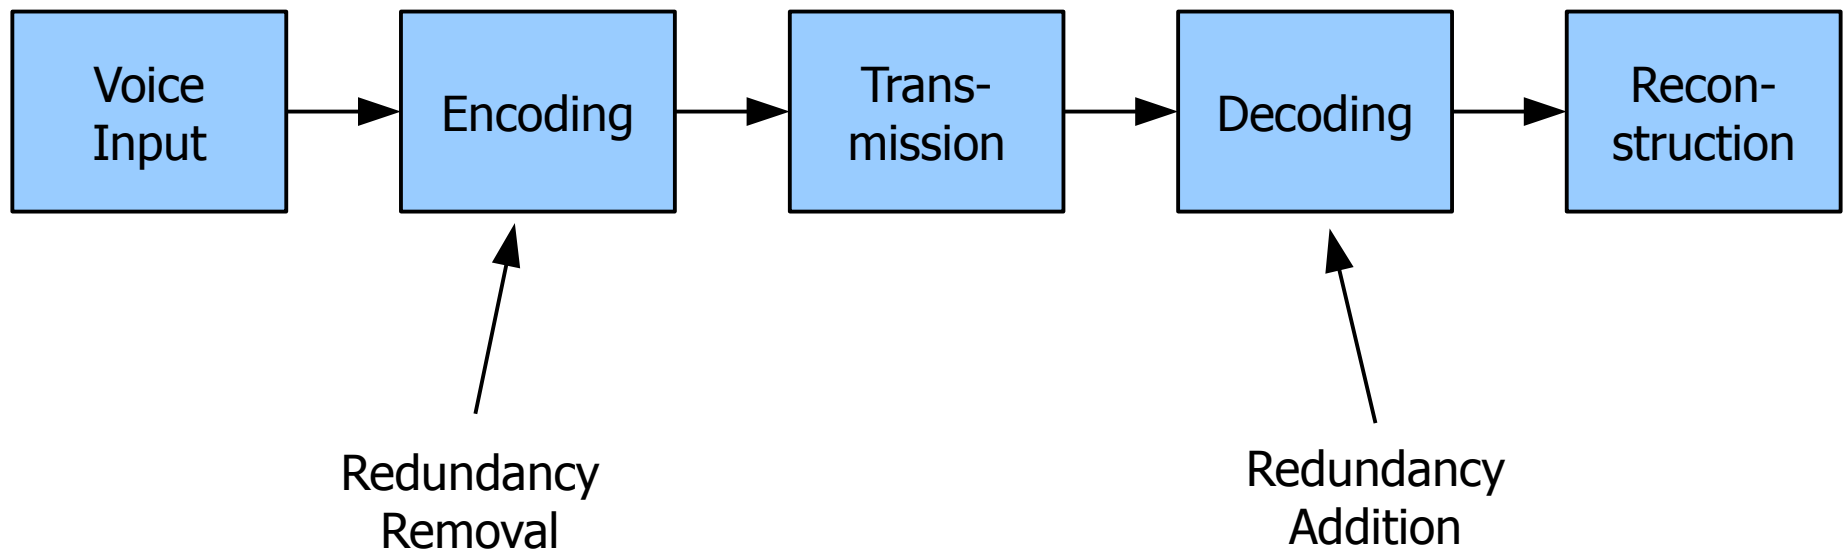 Voice
Input
Encoding
Trans-
mission
Decoding
Recon-
struction
Redundancy
Removal
Redundancy
Addition